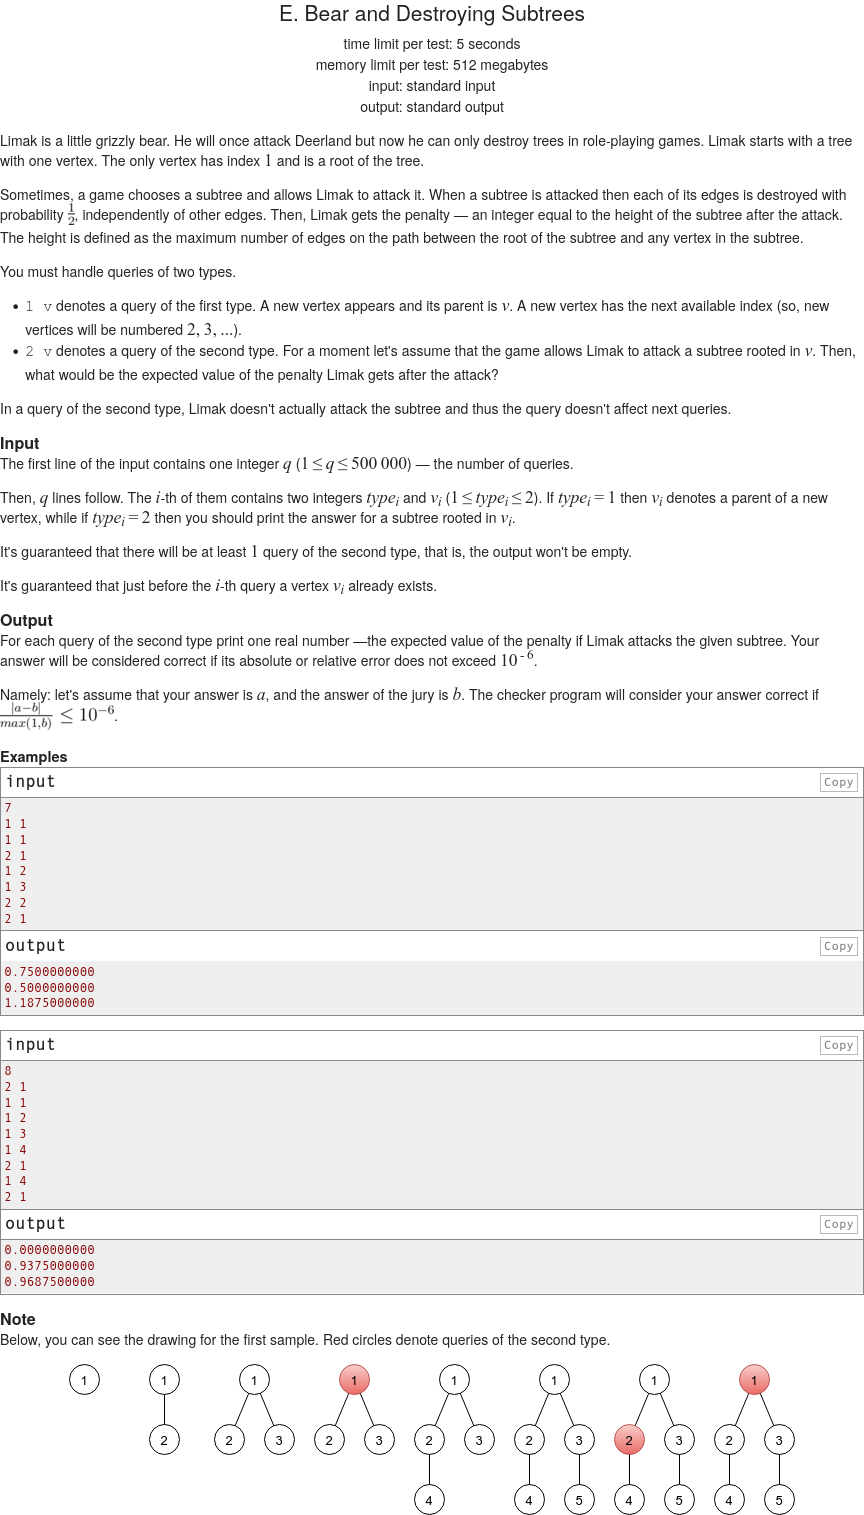 E. Bear and Destroying Subtrees
time limit per test: 5 seconds
memory limit per test: 512 megabytes
input: standard input
output: standard output
Limak is a little grizzly bear. He will once attack Deerland but now he can only destroy trees in role-playing games. Limak starts with a tree
with one vertex. The only vertex has index 1 and is a root of the tree.
Sometimes, a game chooses a subtree and allows Limak to attack it. When a subtree is attacked then each of its edges is destroyed with
probability 1/2, independently of other edges. Then, Limak gets the penalty — an integer equal to the height of the subtree after the attack.
The height is defined as the maximum number of edges on the path between the root of the subtree and any vertex in the subtree.
You must handle queries of two types.
• 1 v denotes a query of the first type. A new vertex appears and its parent is v. A new vertex has the next available index (so, new
vertices will be numbered 2, 3, ...).
• 2 v denotes a query of the second type. For a moment let's assume that the game allows Limak to attack a subtree rooted in v. Then,
what would be the expected value of the penalty Limak gets after the attack?
In a query of the second type, Limak doesn't actually attack the subtree and thus the query doesn't affect next queries.
Input
The first line of the input contains one integer q (1 ≤ q ≤ 500 000) — the number of queries.
Then, q lines follow. The i-th of them contains two integers type_i and v_i (1 ≤ type_i ≤ 2). If type_i = 1 then v_i denotes a parent of a new
vertex, while if type_i = 2 then you should print the answer for a subtree rooted in v_i.
It's guaranteed that there will be at least 1 query of the second type, that is, the output won't be empty.
It's guaranteed that just before the i-th query a vertex v_i already exists.
Output
For each query of the second type print one real number —the expected value of the penalty if Limak attacks the given subtree. Your
answer will be considered correct if its absolute or relative error does not exceed 10^-6.
Namely: let's assume that your answer is a, and the answer of the jury is b. The checker program will consider your answer correct if
|a−b|/max(1,b) ≤ 10^−6.
Examples
input Copy
7
1 1
1 1
2 1
1 2
1 3
2 2
2 1
output Copy
0.7500000000
0.5000000000
1.1875000000
input Copy
8
2 1
1 1
1 2
1 3
1 4
2 1
1 4
2 1
output Copy
0.0000000000
0.9375000000
0.9687500000
Note
Below, you can see the drawing for the first sample. Red circles denote queries of the second type.
1 1 1 1 1 1 1 1
2 2 3 2 3 2 3 2 3 2 3 2 3
4 4 5 4 5 4 5